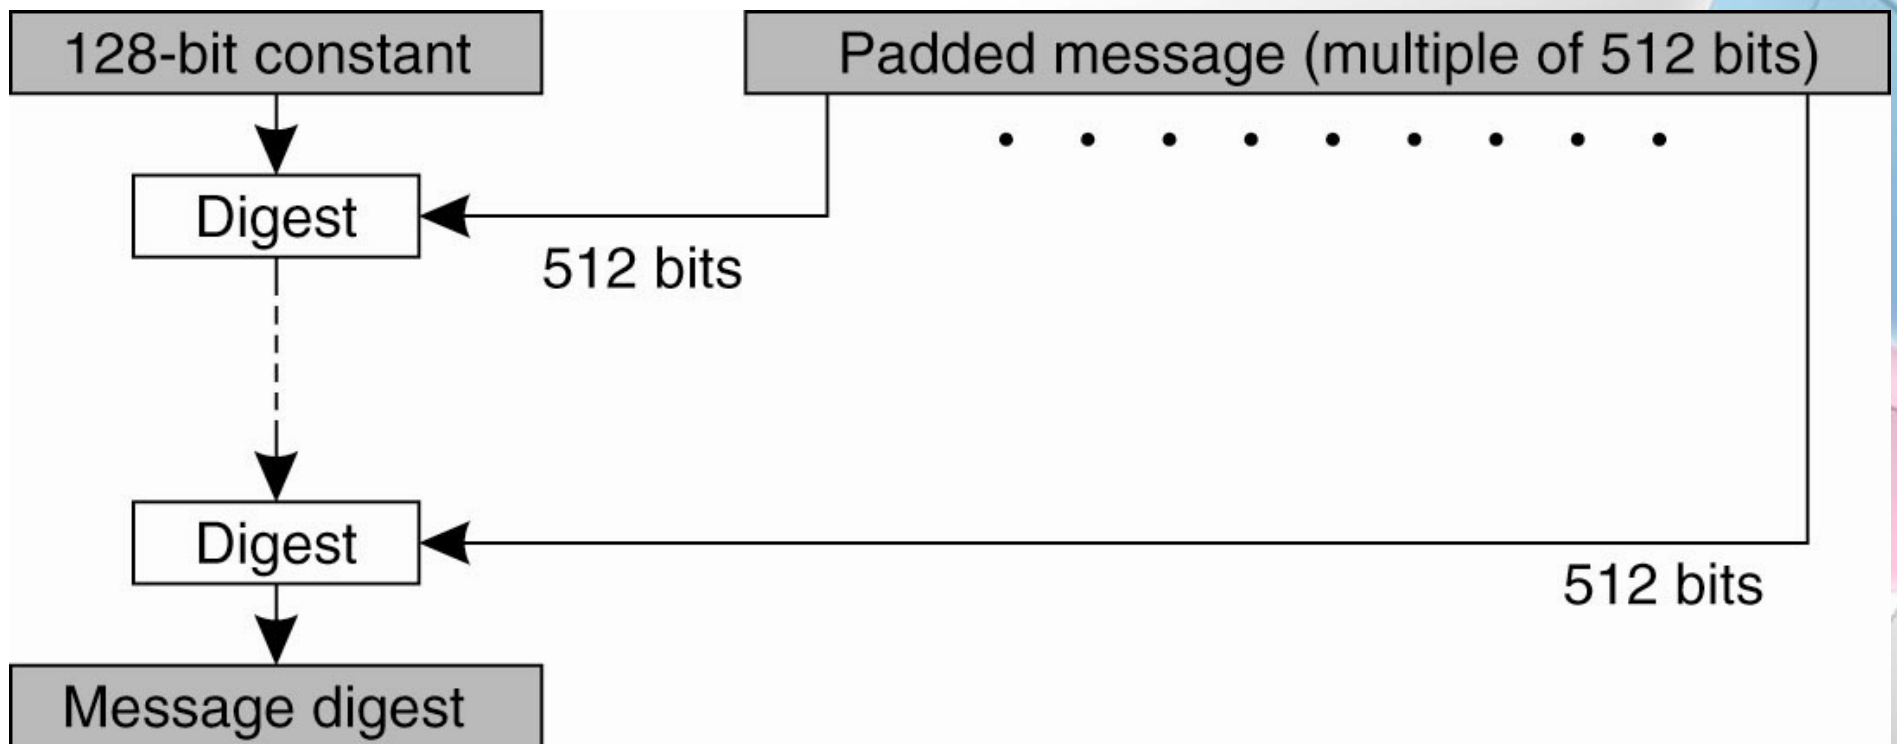 128-bit constant
Padded message (multiple of 512 bits)
Digest
512 bits
Digest
512 bits
Message digest